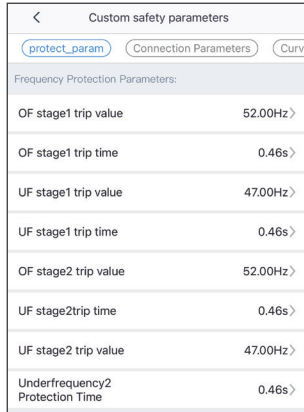 Custom safety parameters
protect_param Connection Parameters Curv
Frequency Protection Parameters:
OF stage1 trip value 52.00Hz
OF stage1 trip time 0.46s
UF stage1 trip value 47.00Hz
UF stage1 trip time 0.46s
OF stage2 trip value 52.00Hz
UF stage2trip time 0.46s
UF stage2 trip value 47.00Hz
Underfrequency2
Protection Time 0.46s